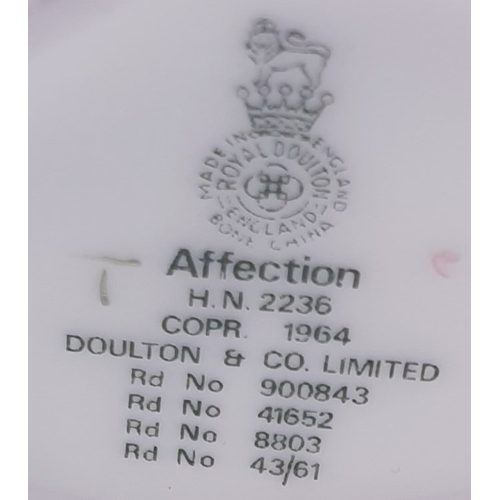 MADE IN ENGLAND
ROYAL DOULTON
ENGLAND
BONE CHINA
Affection
H.N. 2236
COPR. 1964
DOULTON & CO. LIMITED
Rd No 900843
Rd No 41652
Rd No 8803
Rd No 43/61